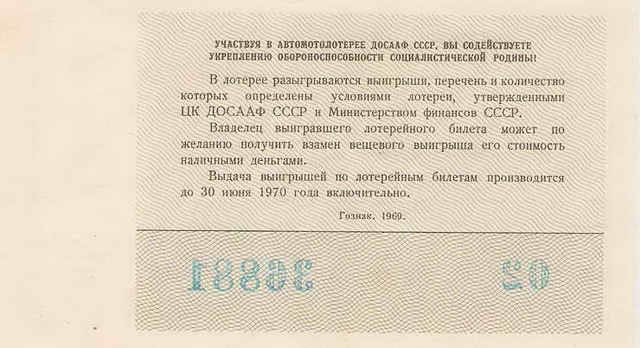 УЧАСТВУЯ В АВТОМОТОЛОТЕРЕЕ ДОСААФ СССР, ВЫ СОДЕЙСТВУЕТЕ
УКРЕПЛЕНИЮ ОБОРОНОСПОСОБНОСТИ СОЦИАЛИСТИЧЕСКОЙ РОДИНЫ!
В лотерее разыгрываются выигрыши, перечень и количество
которых определены условиями лотереи, утвержденными
ЦК ДОСААФ СССР и Министерством финансов СССР.
Владелец выигравшего лотерейного билета может по
желанию получить взамен вещевого выигрыша его стоимость
наличными деньгами.
Выдача выигрышей по лотерейным билетам производится
до 30 июня 1970 года включительно.
Гознак. 1969.
02